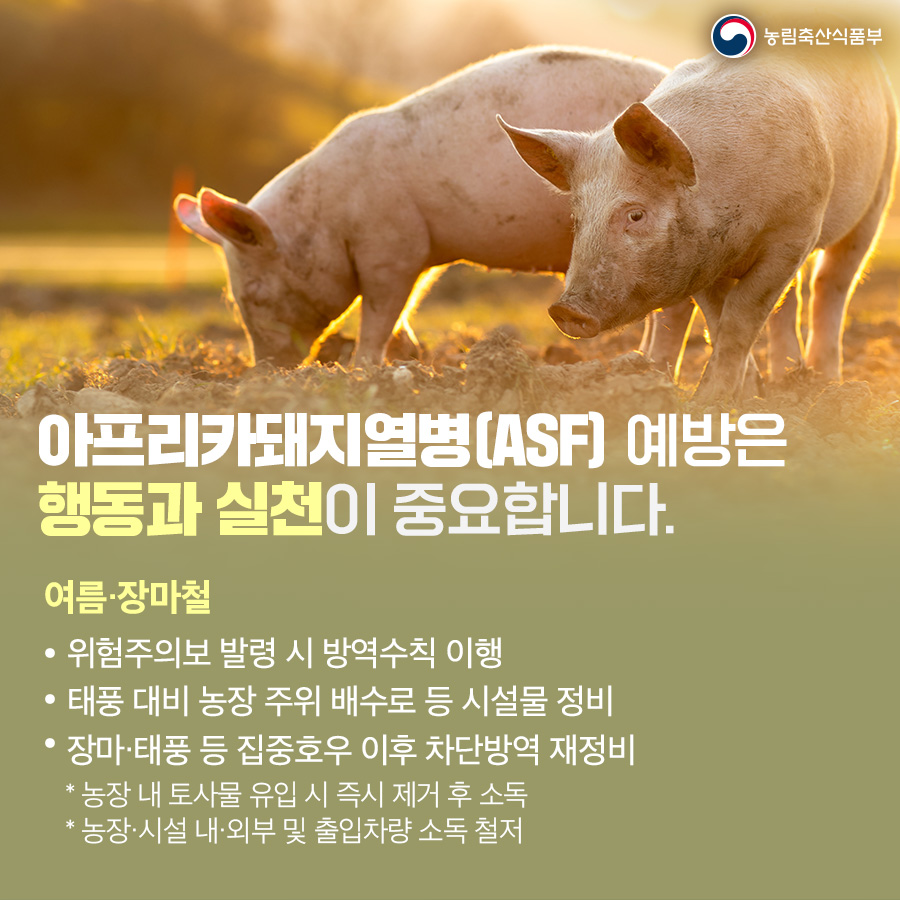 농림축산식품부
아프리카돼지열병(ASF) 예방은
행동과 실천이 중요합니다.
여름·장마철
• 위험주의보 발령 시 방역수칙 이행
• 태풍 대비 농장 주위 배수로 등 시설물 정비
• 장마·태풍 등 집중호우 이후 차단방역 재정비
* 농장 내 토사물 유입 시 즉시 제거 후 소독
* 농장·시설 내·외부 및 출입차량 소독 철저